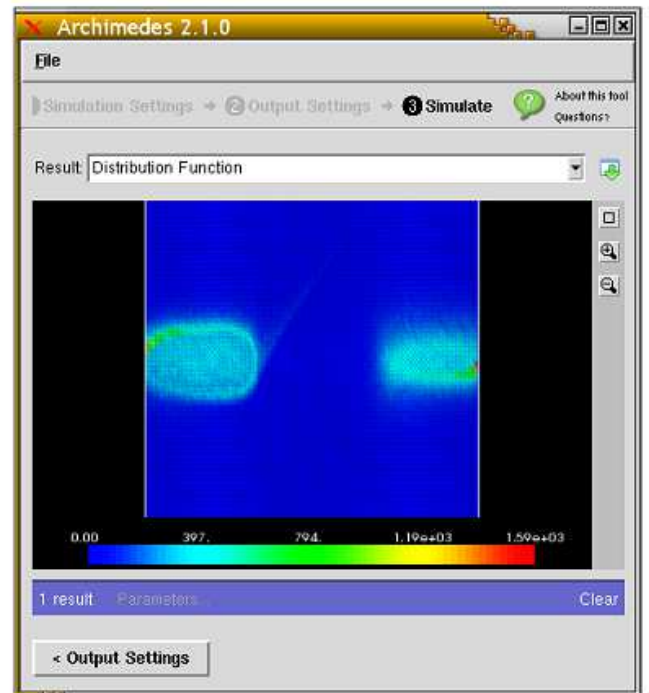 Archimedes 2.1.0
File
Simulation Settings → 2 Output Settings → 3 Simulate
About this tool
Questions?
Result: Distribution Function
0.00 397. 794. 1.19e+03 1.59e+03
1 result Parameters... Clear
< Output Settings